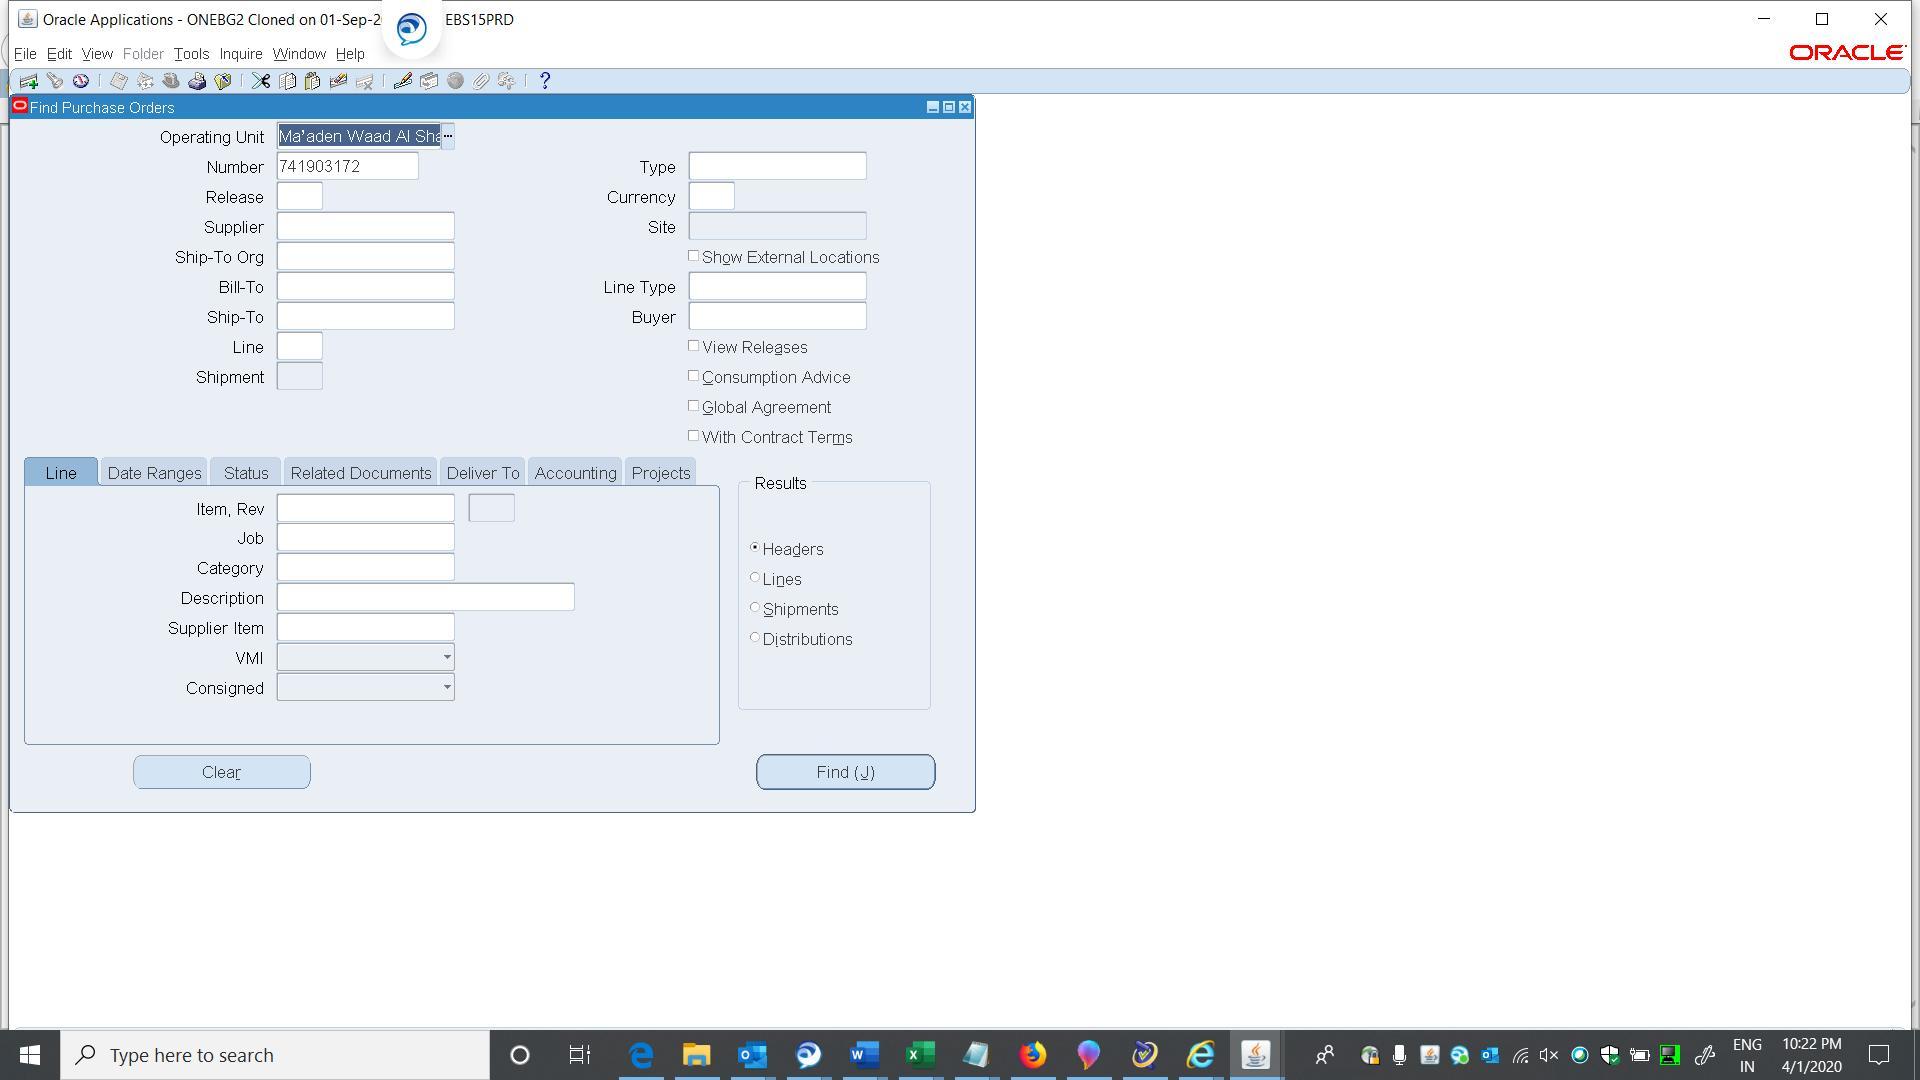 Oracle Applications - ONEBG2 Cloned on 01-Sep-2 EBS15PRD
File Edit View Folder Tools Inquire Window Help
ORACLE
Find Purchase Orders
Operating Unit Ma'aden Waad Al Sha
Number 741903172 Type
Release Currency
Supplier Site
Ship-To Org Show External Locations
Bill-To Line Type
Ship-To Buyer
Line View Releases
Shipment Consumption Advice
Global Agreement
With Contract Terms
Line Date Ranges Status Related Documents Deliver To Accounting Projects
Results
Item, Rev
Job Headers
Category Lines
Description Shipments
Supplier Item Distributions
VMI
Consigned
Clear Find (J)
Type here to search
ENG 10:22 PM
IN 4/1/2020